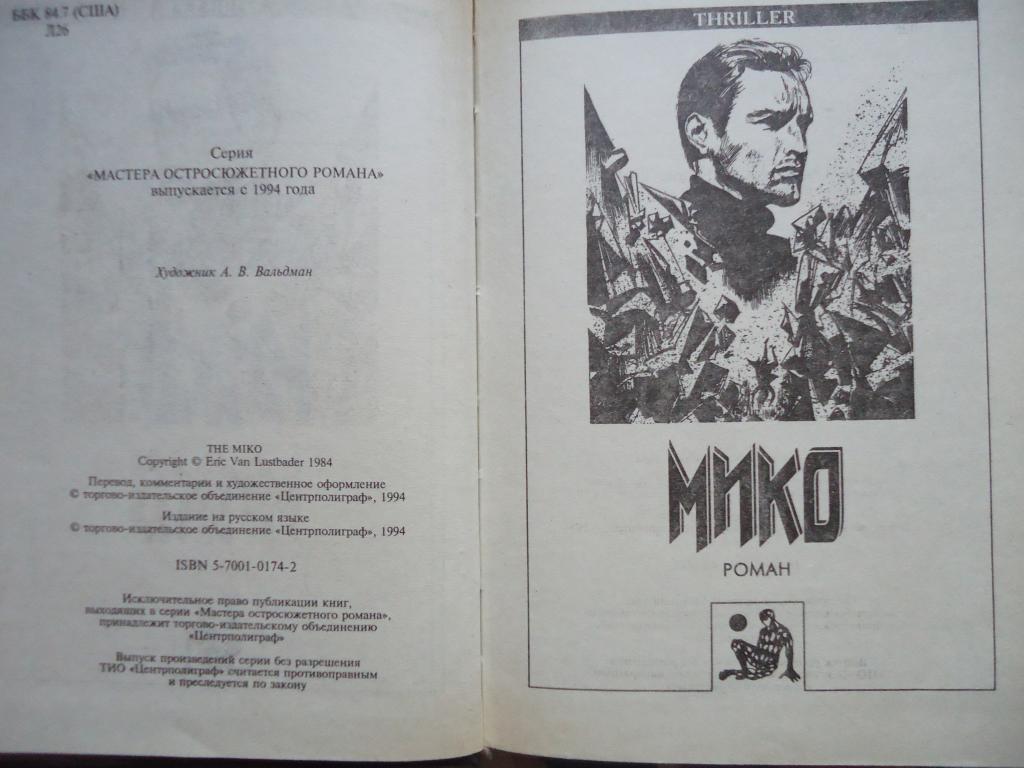 ББК 84.7 (США)
Д26
Серия
«МАСТЕРА ОСТРОСЮЖЕТНОГО РОМАНА»
выпускается с 1994 года
Художник А. В. Вальдман
THE MIKO
Copyright © Eric Van Lustbader 1984
Перевод, комментарии и художественное оформление
© торгово-издательское объединение «Центрполиграф», 1994
Издание на русском языке
© торгово-издательское объединение «Центрполиграф», 1994
ISBN 5-7001-0174-2
Исключительное право публикации книг,
выходящих в серии «Мастера остросюжетного романа»,
принадлежит торгово-издательскому объединению
«Центрполиграф»
Выпуск произведений серии без разрешения
ТИО «Центрполиграф» считается противоправным
и преследуется по закону
THRILLER
МИКО
РОМАН